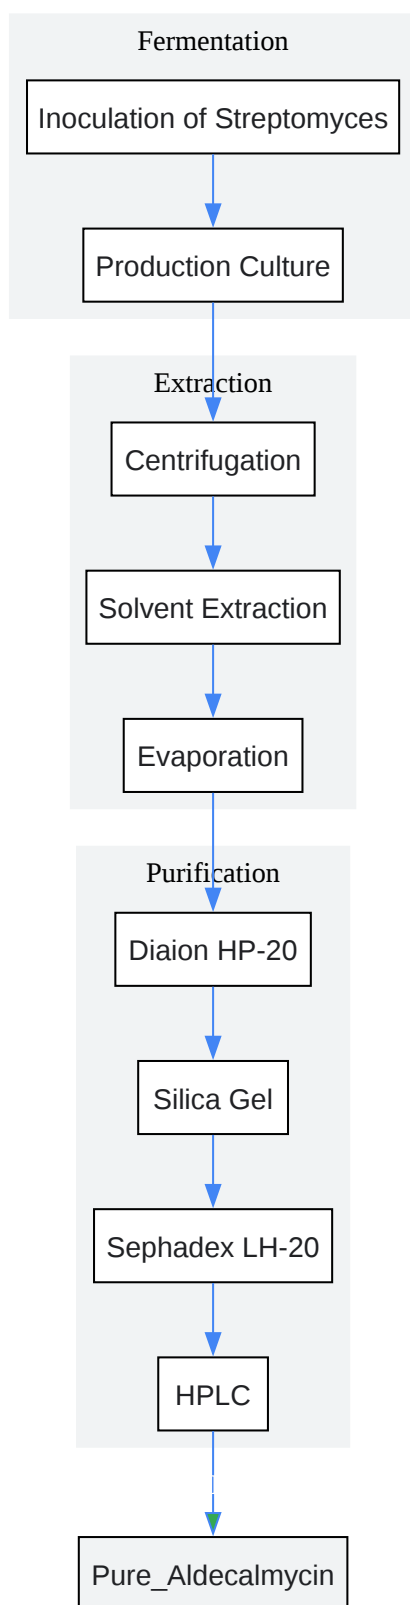 Fermentation
Inoculation of Streptomyces
Production Culture
Extraction
Centrifugation
Solvent Extraction
Evaporation
Purification
Diaion HP-20
Silica Gel
Sephadex LH-20
HPLC
Pure_Aldecalmycin